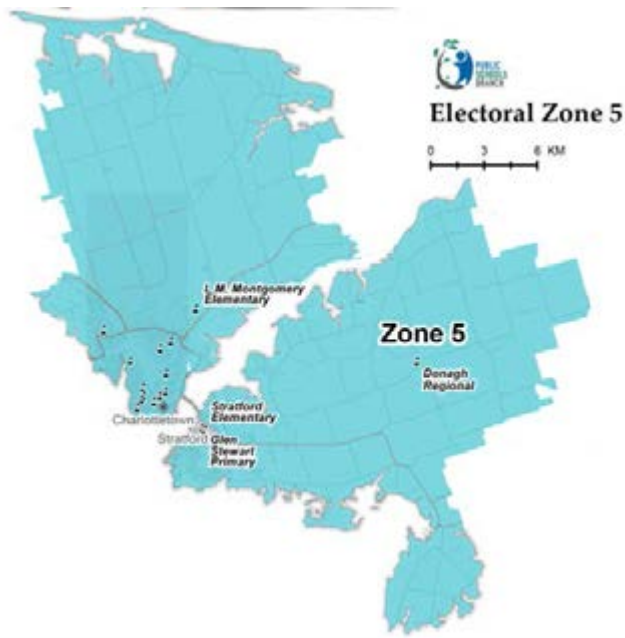 PUBLIC
SCHOOLS
BRANCH
Electoral Zone 5
0 3 6 KM
L.M. Montgomery
Elementary
Zone 5
Donagh
Regional
Stratford
Elementary
Charlottetown
Stratford
Glen
Stewart
Primary